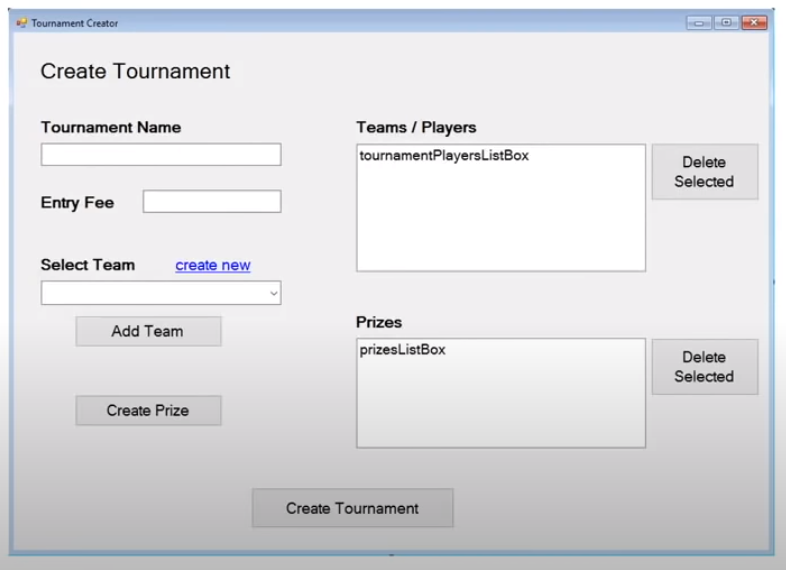 Tournament Creator
Create Tournament
Tournament Name
Entry Fee
Select Team create new
Add Team
Create Prize
Teams / Players
tournamentPlayersListBox
Delete
Selected
Prizes
prizesListBox
Delete
Selected
Create Tournament